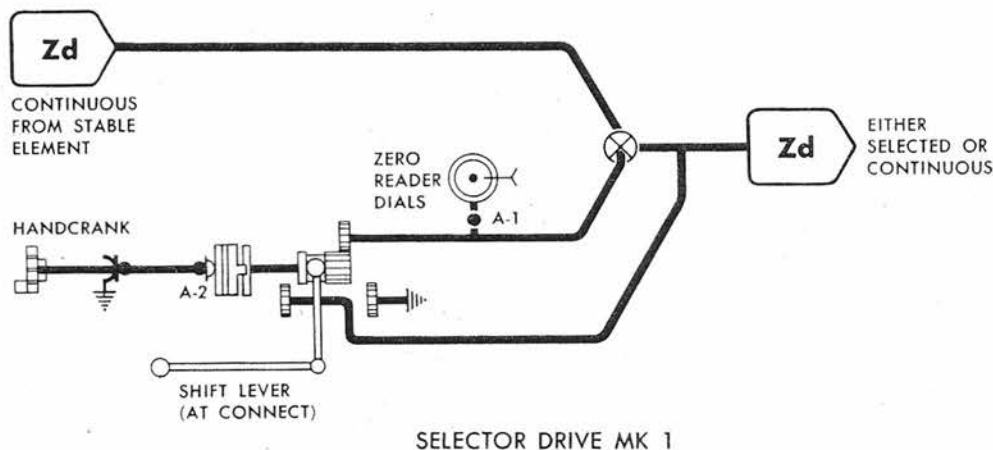 Zd
CONTINUOUS
FROM STABLE
ELEMENT
ZERO
READER
DIALS
A-1
Zd
EITHER
SELECTED OR
CONTINUOUS
HANDCRANK
A-2
SHIFT LEVER
(AT CONNECT)
SELECTOR DRIVE MK 1